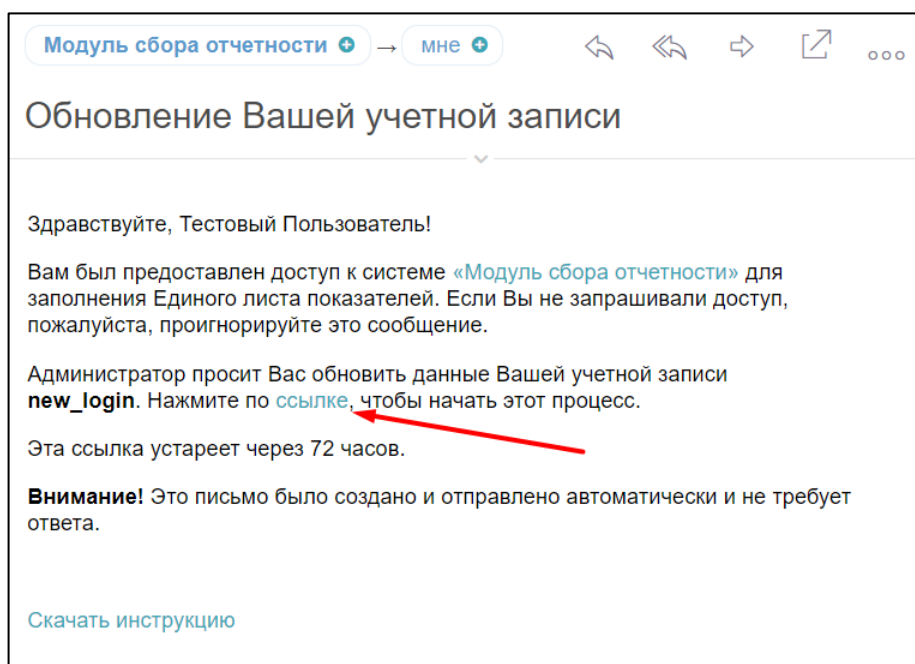 Модуль сбора отчетности → мне
Обновление Вашей учетной записи
Здравствуйте, Тестовый Пользователь!
Вам был предоставлен доступ к системе «Модуль сбора отчетности» для
заполнения Единого листа показателей. Если Вы не запрашивали доступ,
пожалуйста, проигнорируйте это сообщение.
Администратор просит Вас обновить данные Вашей учетной записи
new_login. Нажмите по ссылке, чтобы начать этот процесс.
Эта ссылка устареет через 72 часов.
Внимание! Это письмо было создано и отправлено автоматически и не требует
ответа.
Скачать инструкцию